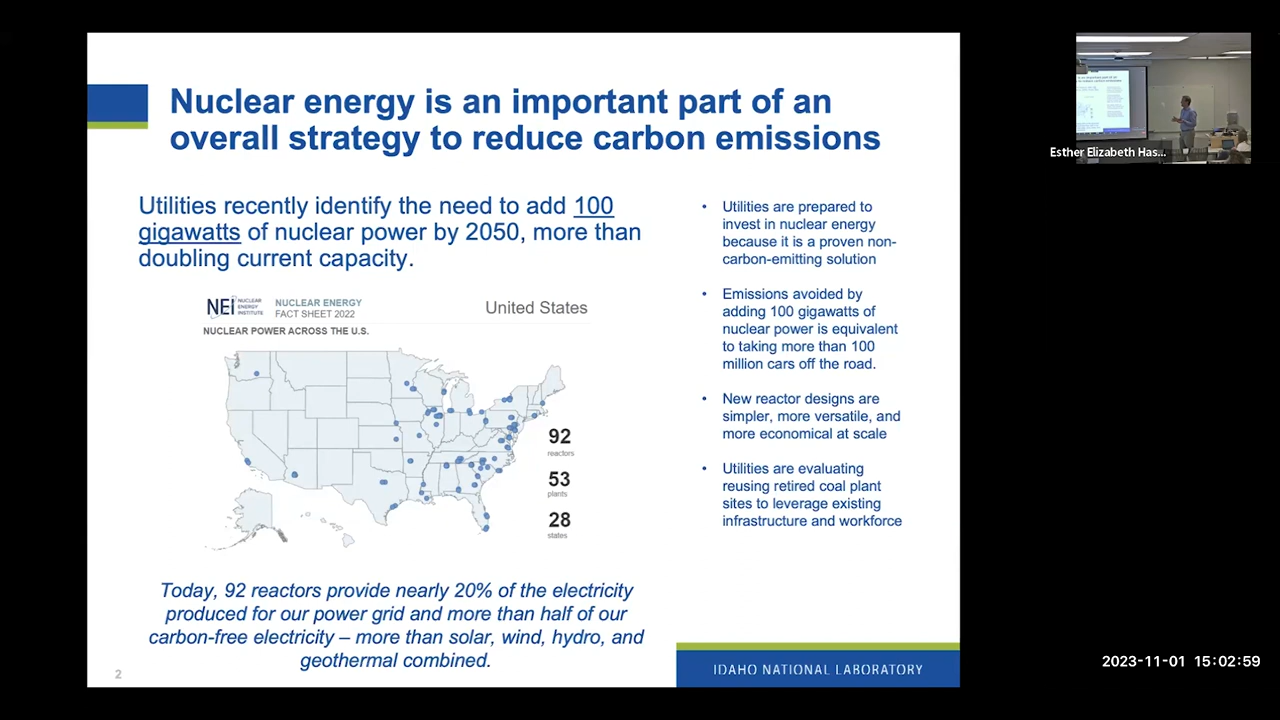 Nuclear energy is an important part of an
overall strategy to reduce carbon emissions
Utilities recently identify the need to add 100
gigawatts of nuclear power by 2050, more than
doubling current capacity.
NEI NUCLEAR
ENERGY
INSTITUTE
NUCLEAR ENERGY
FACT SHEET 2022
United States
NUCLEAR POWER ACROSS THE U.S.
92
reactors
53
plants
28
states
Today, 92 reactors provide nearly 20% of the electricity
produced for our power grid and more than half of our
carbon-free electricity – more than solar, wind, hydro, and
geothermal combined.
• Utilities are prepared to
invest in nuclear energy
because it is a proven non-
carbon-emitting solution
• Emissions avoided by
adding 100 gigawatts of
nuclear power is equivalent
to taking more than 100
million cars off the road.
• New reactor designs are
simpler, more versatile, and
more economical at scale
• Utilities are evaluating
reusing retired coal plant
sites to leverage existing
infrastructure and workforce
2
IDAHO NATIONAL LABORATORY
Esther Elizabeth Has...
2023-11-01 15:02:59